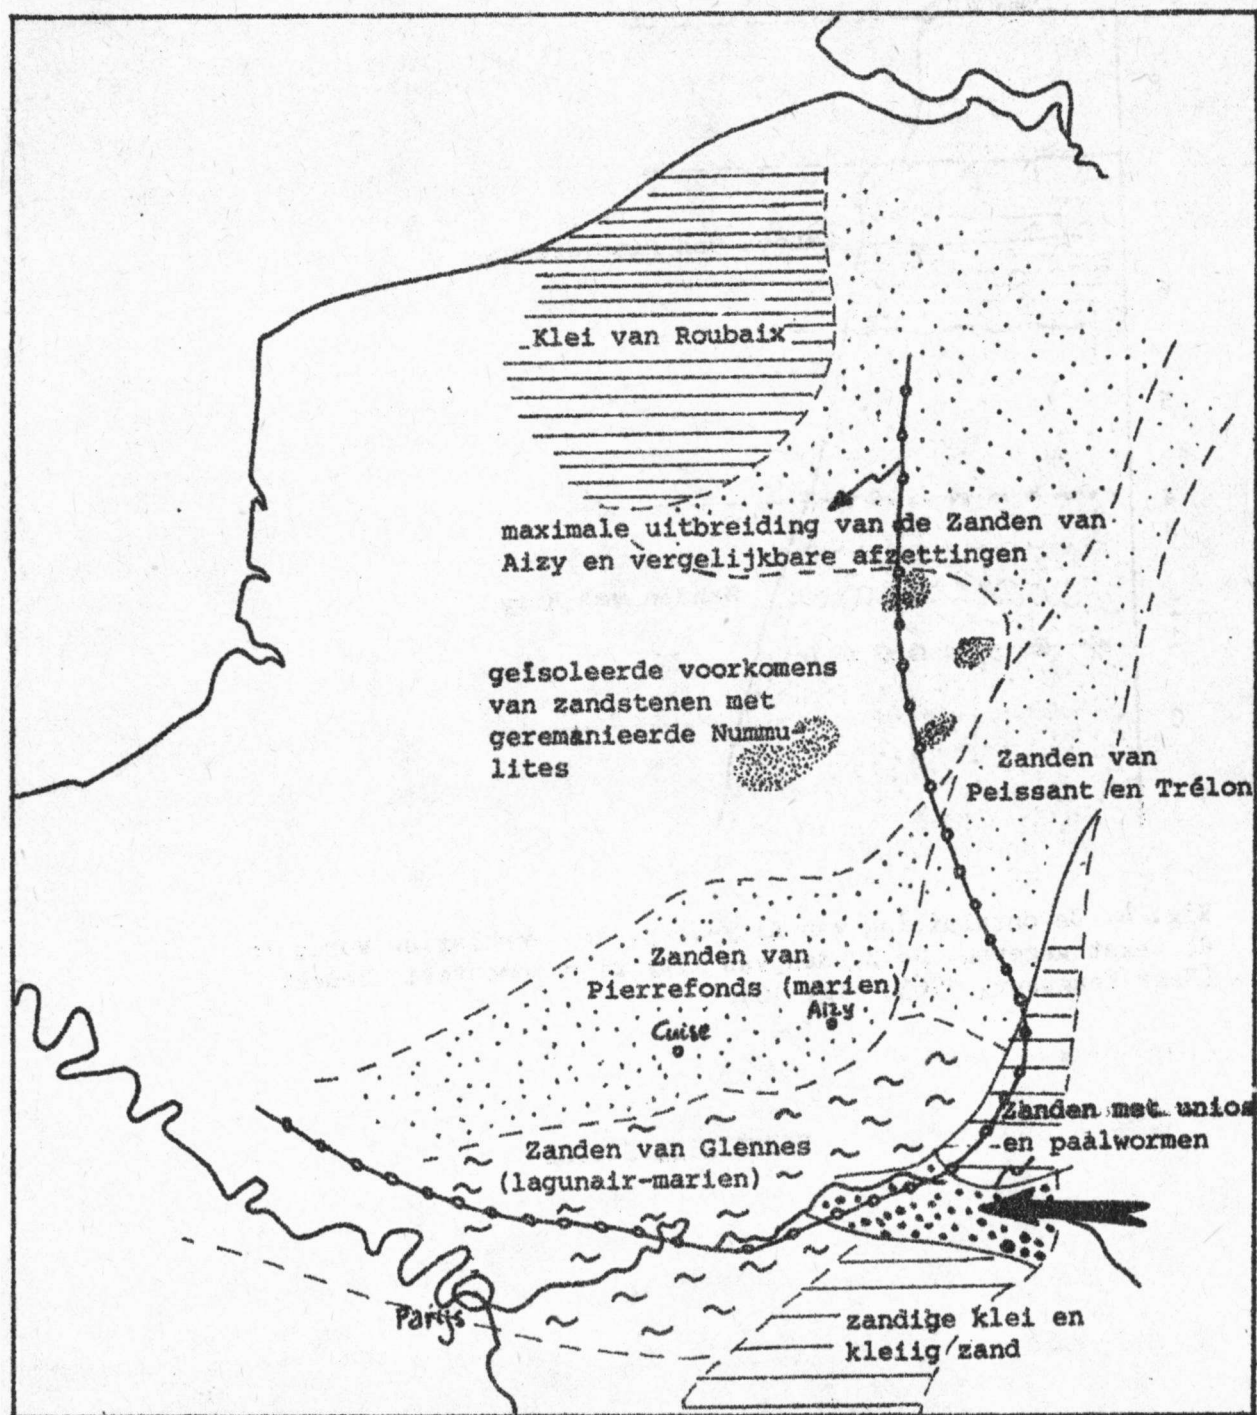 Klei van Roubaix
maximale uitbreiding van de Zanden van
Aizy en vergelijkbare afzettingen
geïsoleerde voorkomens
van zandstenen met
geremanieerde Nummu-
lites
Zanden van
Peissant en Trélon
Zanden van
Pierrefonds (marien)
Aizy
Cuise
Zanden met unios
en paalwormen
Zanden van Glennes
(lagunair-marien)
Parijs
zandige klei en
kleiig zand